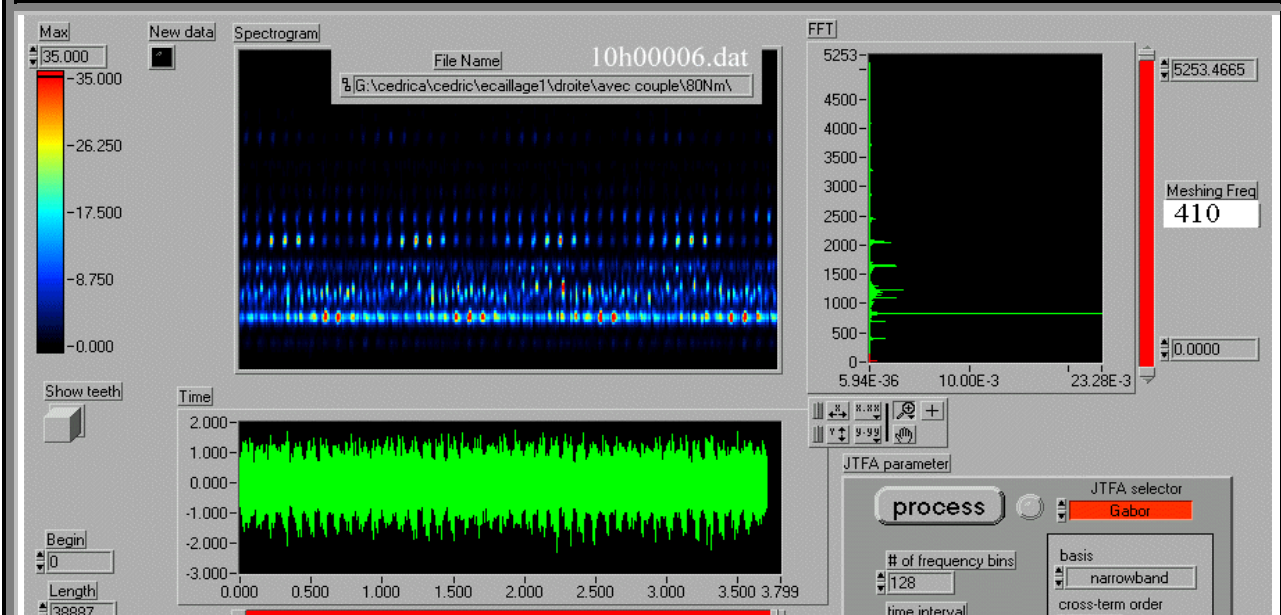 Max
35.000
-35.000
-26.250
-17.500
-8.750
-0.000
New data
Spectrogram
File Name
10h00006.dat
G:\cedrica\cedric\ecaillage1\droite\avec couple\80Nm\
FFT
5253-
4500-
4000-
3500-
3000-
2500-
2000-
1500-
1000-
500-
0-
5.94E-36 10.00E-3 23.28E-3
5253.4665
Meshing Freq
410
0.0000
Show teeth
Time
2.000-
1.000-
0.000-
-1.000-
-2.000-
-3.000-
0.000 0.500 1.000 1.500 2.000 2.500 3.000 3.500 3.799
Begin
0
Length
38887
X X.XX
Y Y.YY
JTFA parameter
process
JTFA selector
Gabor
# of frequency bins
128
time interval
basis
narrowband
cross-term order